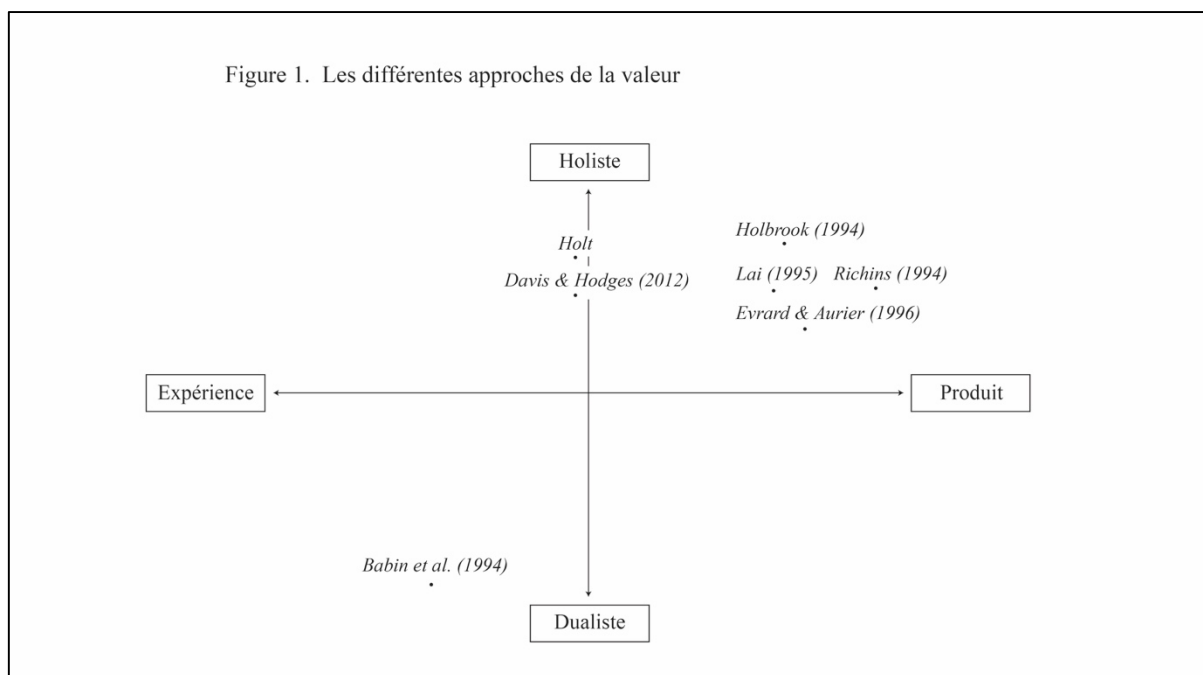 Figure 1. Les différentes approches de la valeur
Holiste
Holt
Holbrook (1994)
Davis & Hodges (2012)
Lai (1995) Richins (1994)
Evrard & Aurier (1996)
Expérience
Produit
Babin et al. (1994)
Dualiste